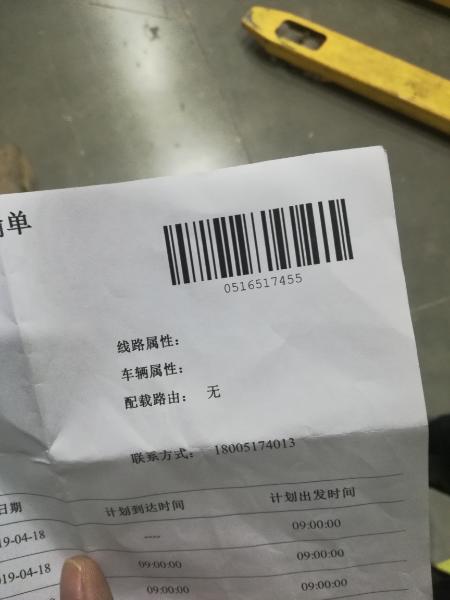 单
0516517455
线路属性：
车辆属性：
配载路由： 无
联系方式： 18005174013
日期 计划到达时间 计划出发时间
19-04-18 ---- 09:00:00
019-04-18 09:00:00 09:00:00
09:00:00 09:00:00